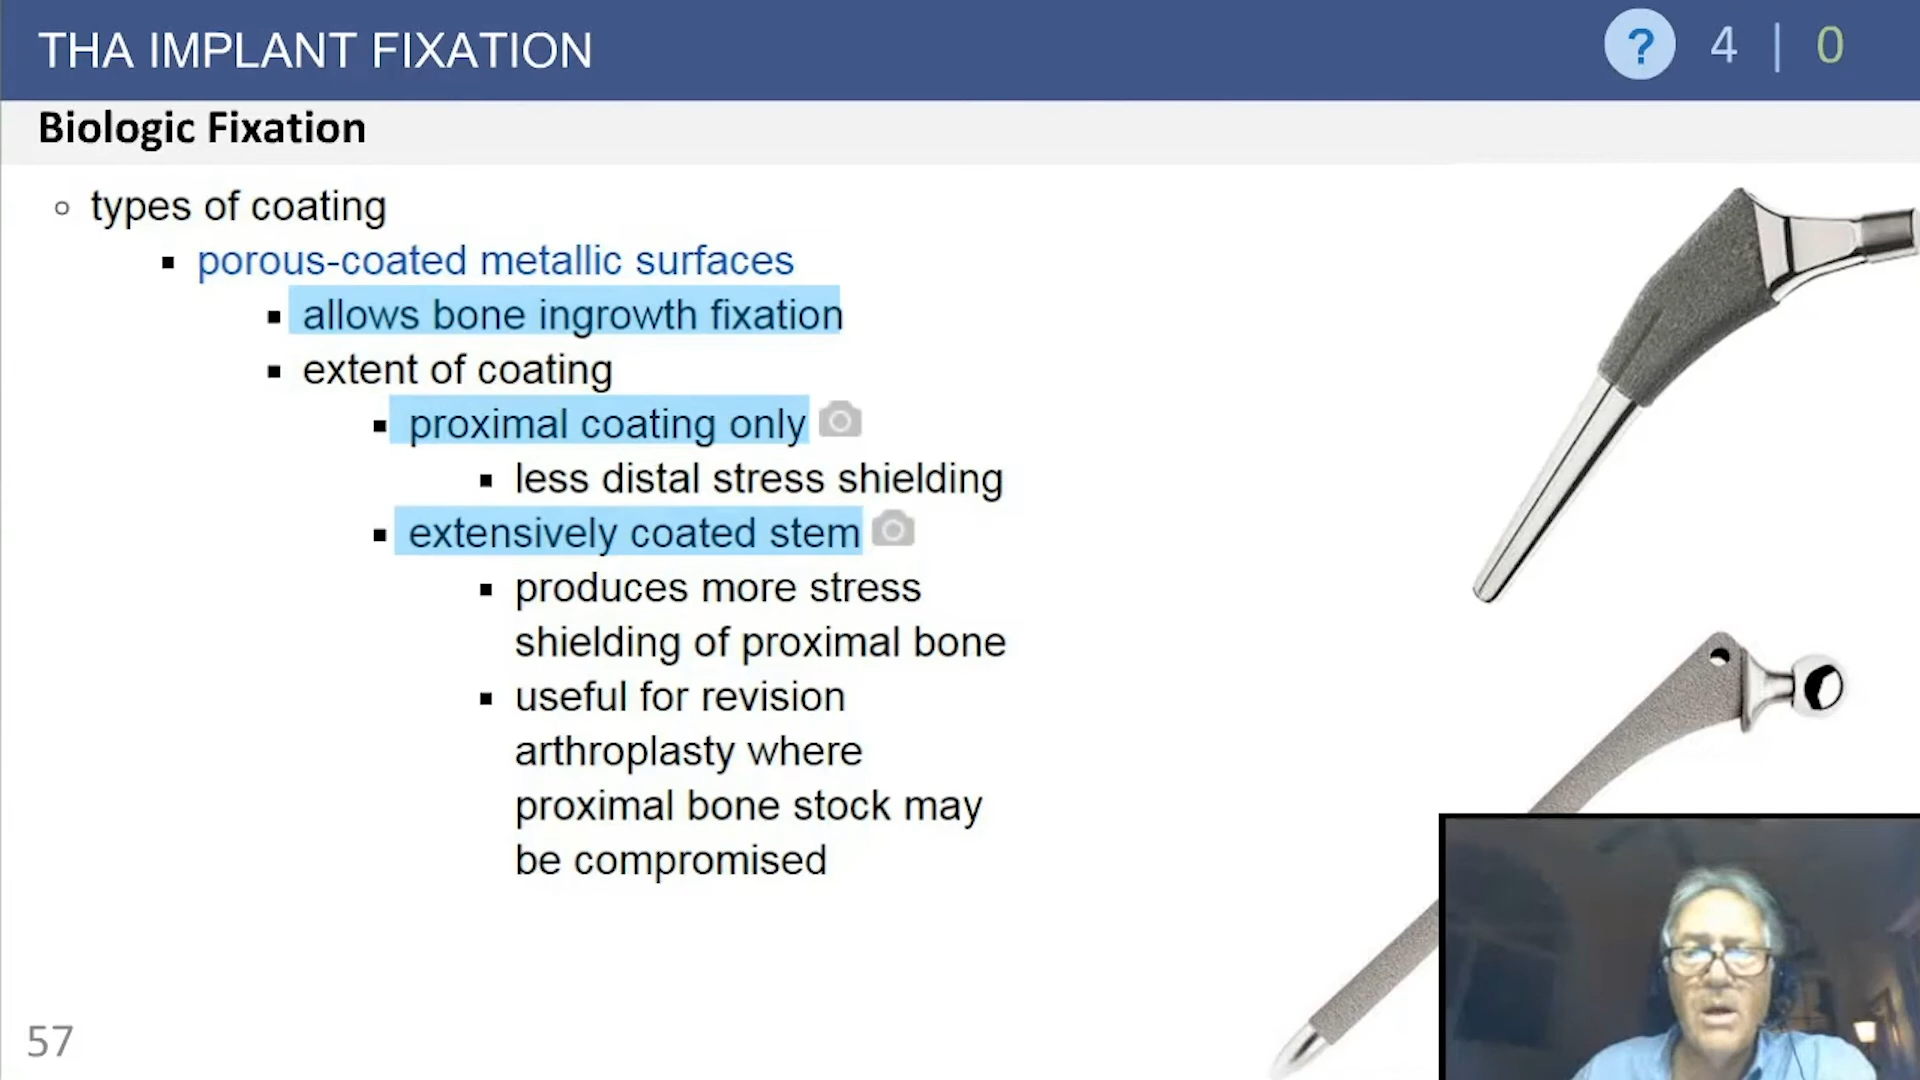 THA IMPLANT FIXATION
? 4 | 0
Biologic Fixation
types of coating
porous-coated metallic surfaces
allows bone ingrowth fixation
extent of coating
proximal coating only
less distal stress shielding
extensively coated stem
produces more stress
shielding of proximal bone
useful for revision
arthroplasty where
proximal bone stock may
be compromised
57